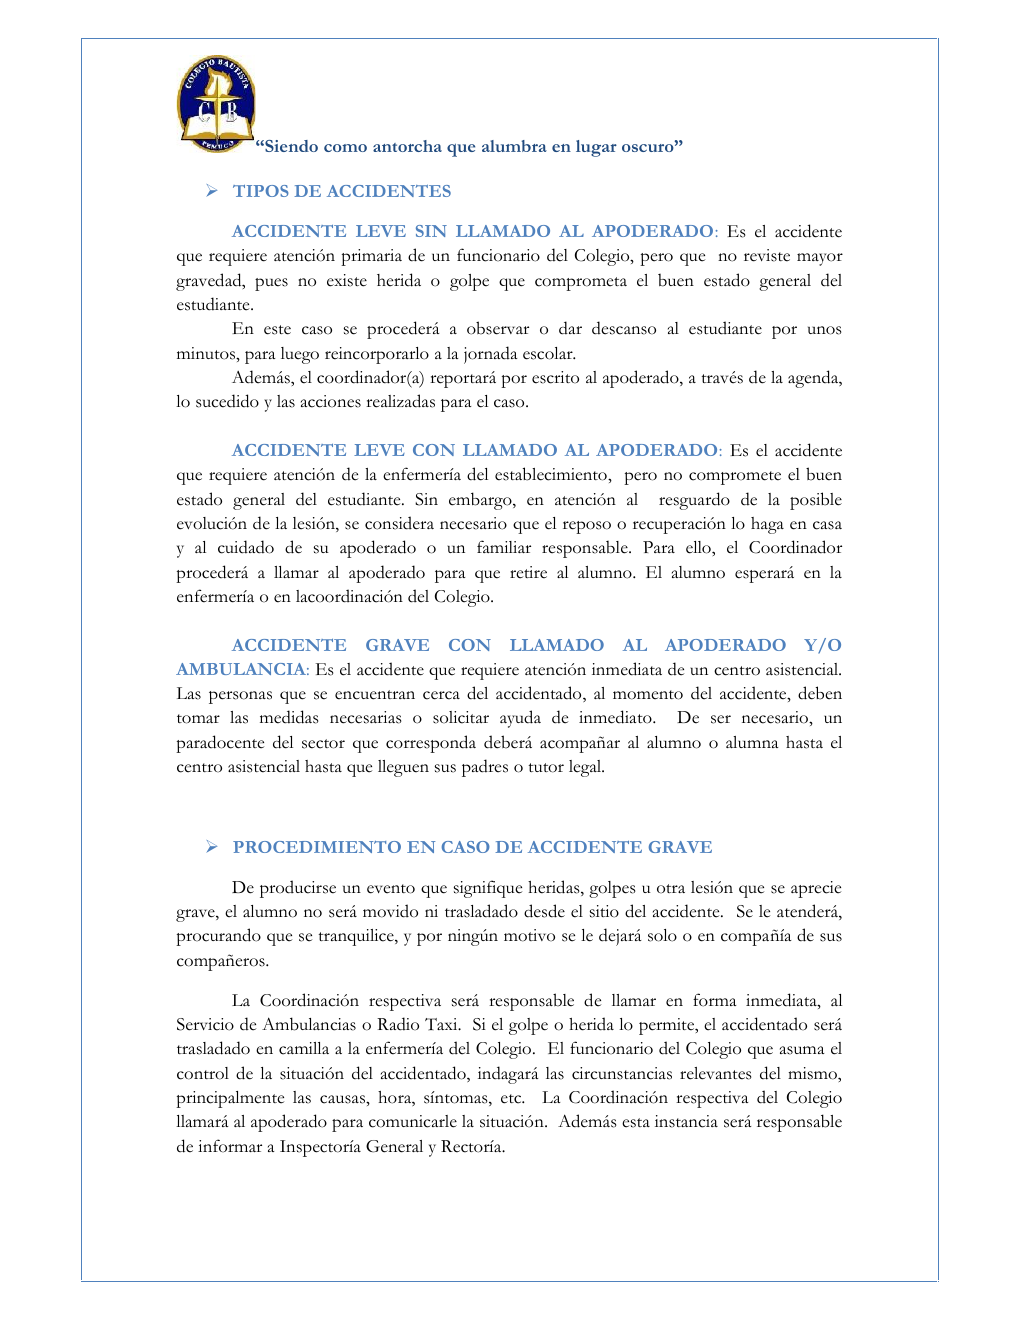 COLEGIO BAUTISTA
C B
TEMUCO
“Siendo como antorcha que alumbra en lugar oscuro”
TIPOS DE ACCIDENTES
ACCIDENTE LEVE SIN LLAMADO AL APODERADO: Es el accidente
que requiere atención primaria de un funcionario del Colegio, pero que no reviste mayor
gravedad, pues no existe herida o golpe que comprometa el buen estado general del
estudiante.
En este caso se procederá a observar o dar descanso al estudiante por unos
minutos, para luego reincorporarlo a la jornada escolar.
Además, el coordinador(a) reportará por escrito al apoderado, a través de la agenda,
lo sucedido y las acciones realizadas para el caso.
ACCIDENTE LEVE CON LLAMADO AL APODERADO: Es el accidente
que requiere atención de la enfermería del establecimiento, pero no compromete el buen
estado general del estudiante. Sin embargo, en atención al resguardo de la posible
evolución de la lesión, se considera necesario que el reposo o recuperación lo haga en casa
y al cuidado de su apoderado o un familiar responsable. Para ello, el Coordinador
procederá a llamar al apoderado para que retire al alumno. El alumno esperará en la
enfermería o en lacoordinación del Colegio.
ACCIDENTE GRAVE CON LLAMADO AL APODERADO Y/O
AMBULANCIA: Es el accidente que requiere atención inmediata de un centro asistencial.
Las personas que se encuentran cerca del accidentado, al momento del accidente, deben
tomar las medidas necesarias o solicitar ayuda de inmediato. De ser necesario, un
paradocente del sector que corresponda deberá acompañar al alumno o alumna hasta el
centro asistencial hasta que lleguen sus padres o tutor legal.
PROCEDIMIENTO EN CASO DE ACCIDENTE GRAVE
De producirse un evento que signifique heridas, golpes u otra lesión que se aprecie
grave, el alumno no será movido ni trasladado desde el sitio del accidente. Se le atenderá,
procurando que se tranquilice, y por ningún motivo se le dejará solo o en compañía de sus
compañeros.
La Coordinación respectiva será responsable de llamar en forma inmediata, al
Servicio de Ambulancias o Radio Taxi. Si el golpe o herida lo permite, el accidentado será
trasladado en camilla a la enfermería del Colegio. El funcionario del Colegio que asuma el
control de la situación del accidentado, indagará las circunstancias relevantes del mismo,
principalmente las causas, hora, síntomas, etc. La Coordinación respectiva del Colegio
llamará al apoderado para comunicarle la situación. Además esta instancia será responsable
de informar a Inspectoría General y Rectoría.